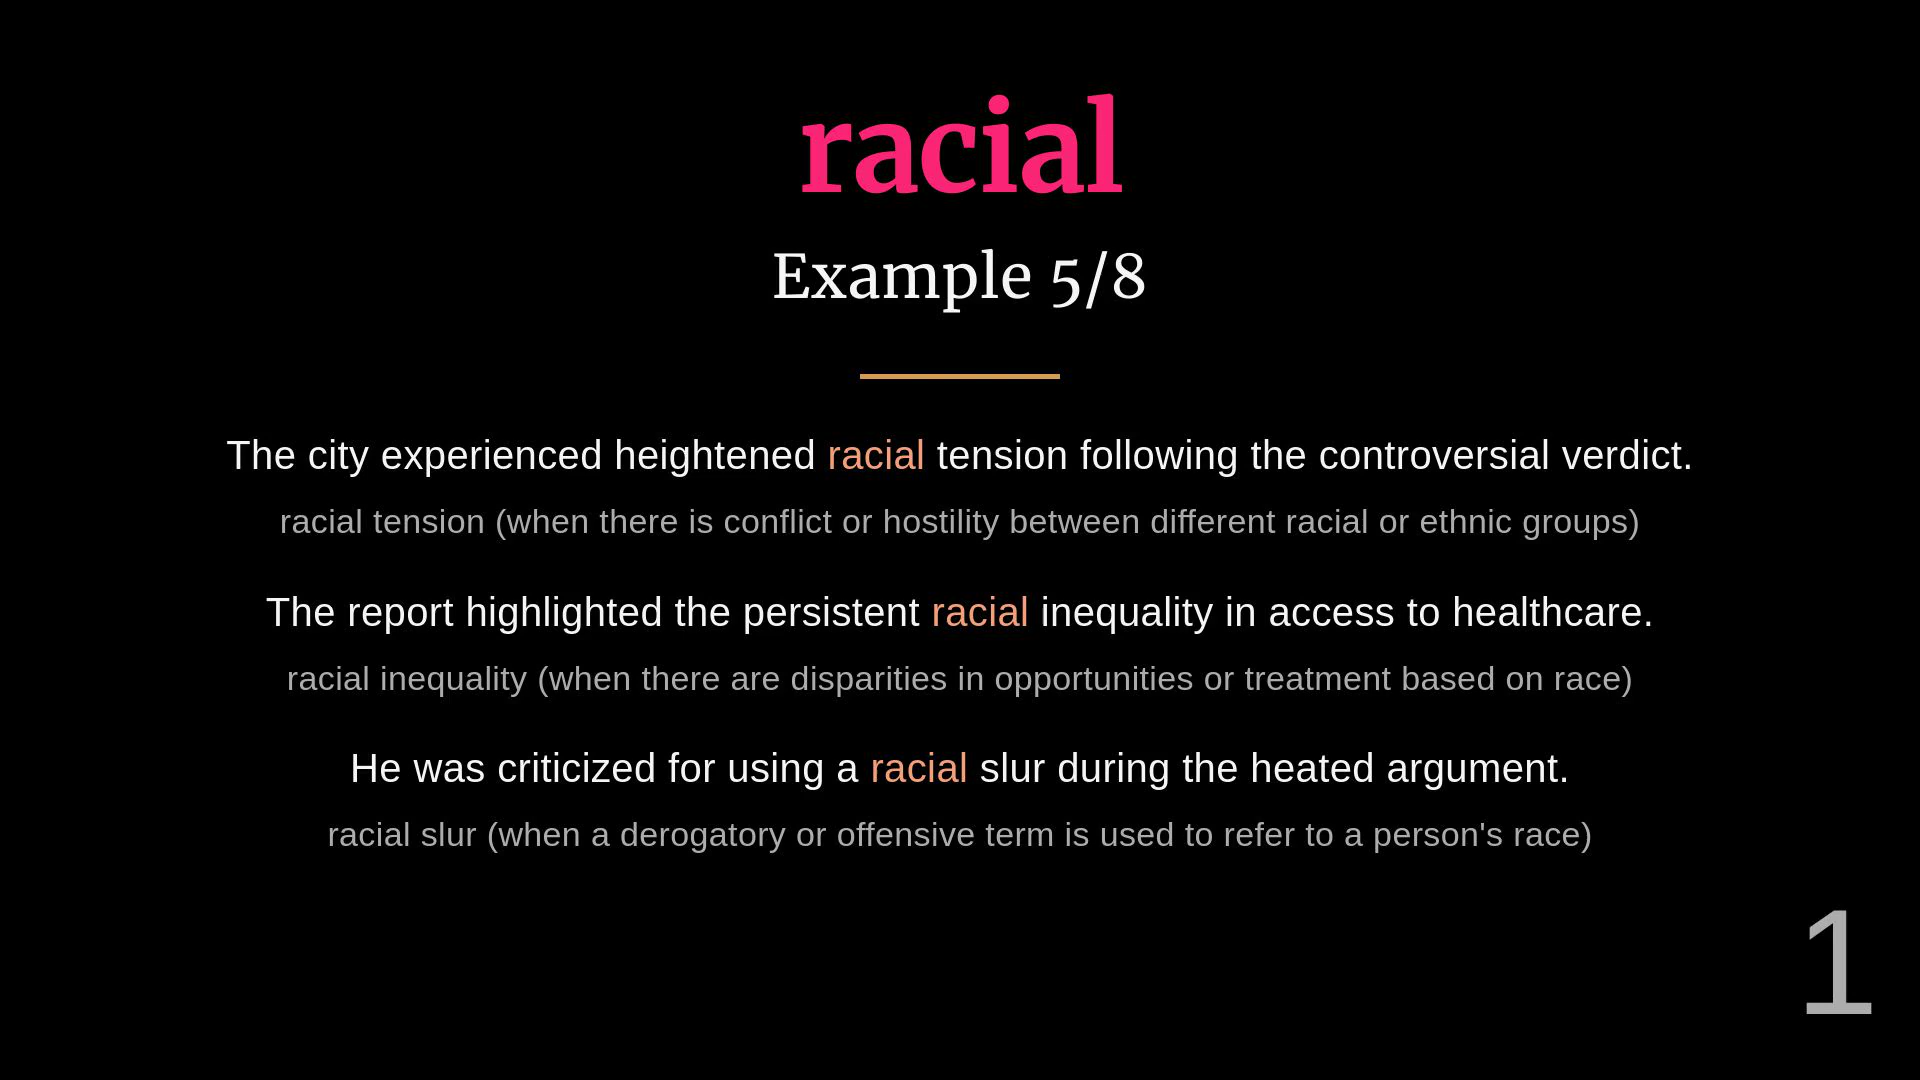 racial
Example 5/8
The city experienced heightened racial tension following the controversial verdict.
racial tension (when there is conflict or hostility between different racial or ethnic groups)
The report highlighted the persistent racial inequality in access to healthcare.
racial inequality (when there are disparities in opportunities or treatment based on race)
He was criticized for using a racial slur during the heated argument.
racial slur (when a derogatory or offensive term is used to refer to a person's race)
1